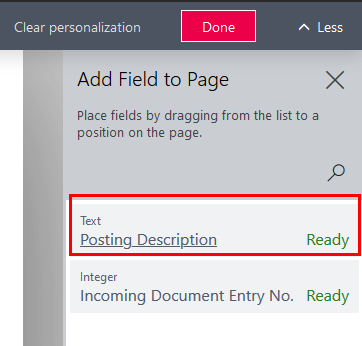 Clear personalization Done Less
Add Field to Page
Place fields by dragging from the list to a
position on the page.
Text
Posting Description Ready
Integer
Incoming Document Entry No. Ready